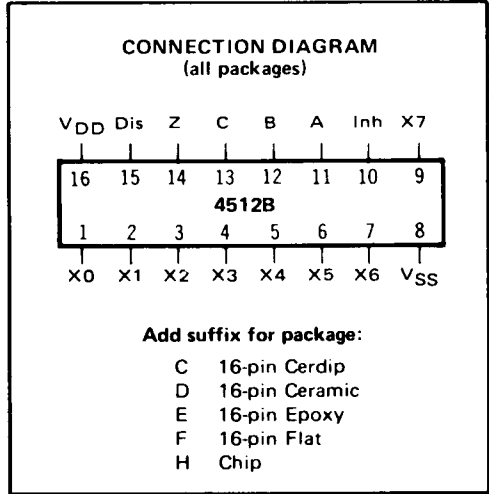 CONNECTION DIAGRAM
(all packages)
VDD Dis Z C B A Inh X7
16 15 14 13 12 11 10 9
4512B
1 2 3 4 5 6 7 8
X0 X1 X2 X3 X4 X5 X6 VSS
Add suffix for package:
C 16-pin Cerdip
D 16-pin Ceramic
E 16-pin Epoxy
F 16-pin Flat
H Chip